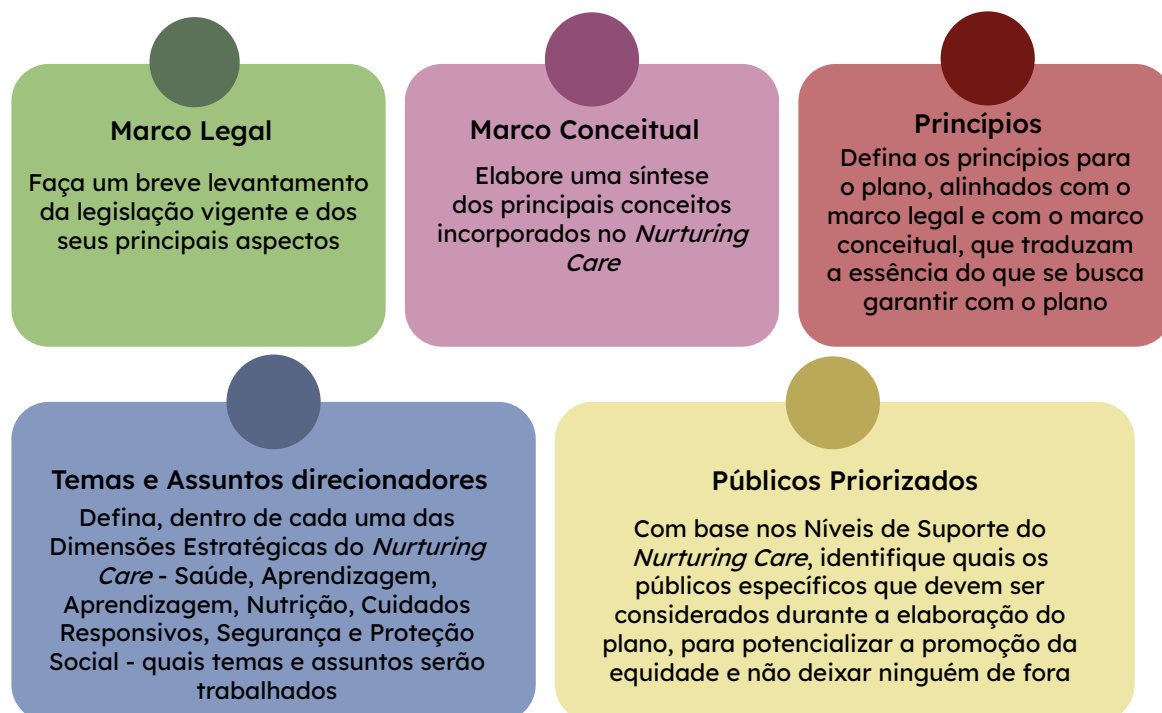 Marco Legal
Faça um breve levantamento
da legislação vigente e dos
seus principais aspectos
Marco Conceitual
Elabore uma síntese
dos principais conceitos
incorporados no Nurturing
Care
Princípios
Defina os princípios para
o plano, alinhados com o
marco legal e com o marco
conceitual, que traduzam
a essência do que se busca
garantir com o plano
Temas e Assuntos direcionadores
Defina, dentro de cada uma das
Dimensões Estratégicas do Nurturing
Care - Saúde, Aprendizagem,
Aprendizagem, Nutrição, Cuidados
Responsivos, Segurança e Proteção
Social - quais temas e assuntos serão
trabalhados
Públicos Priorizados
Com base nos Níveis de Suporte do
Nurturing Care, identifique quais os
públicos específicos que devem ser
considerados durante a elaboração do
plano, para potencializar a promoção da
equidade e não deixar ninguém de fora